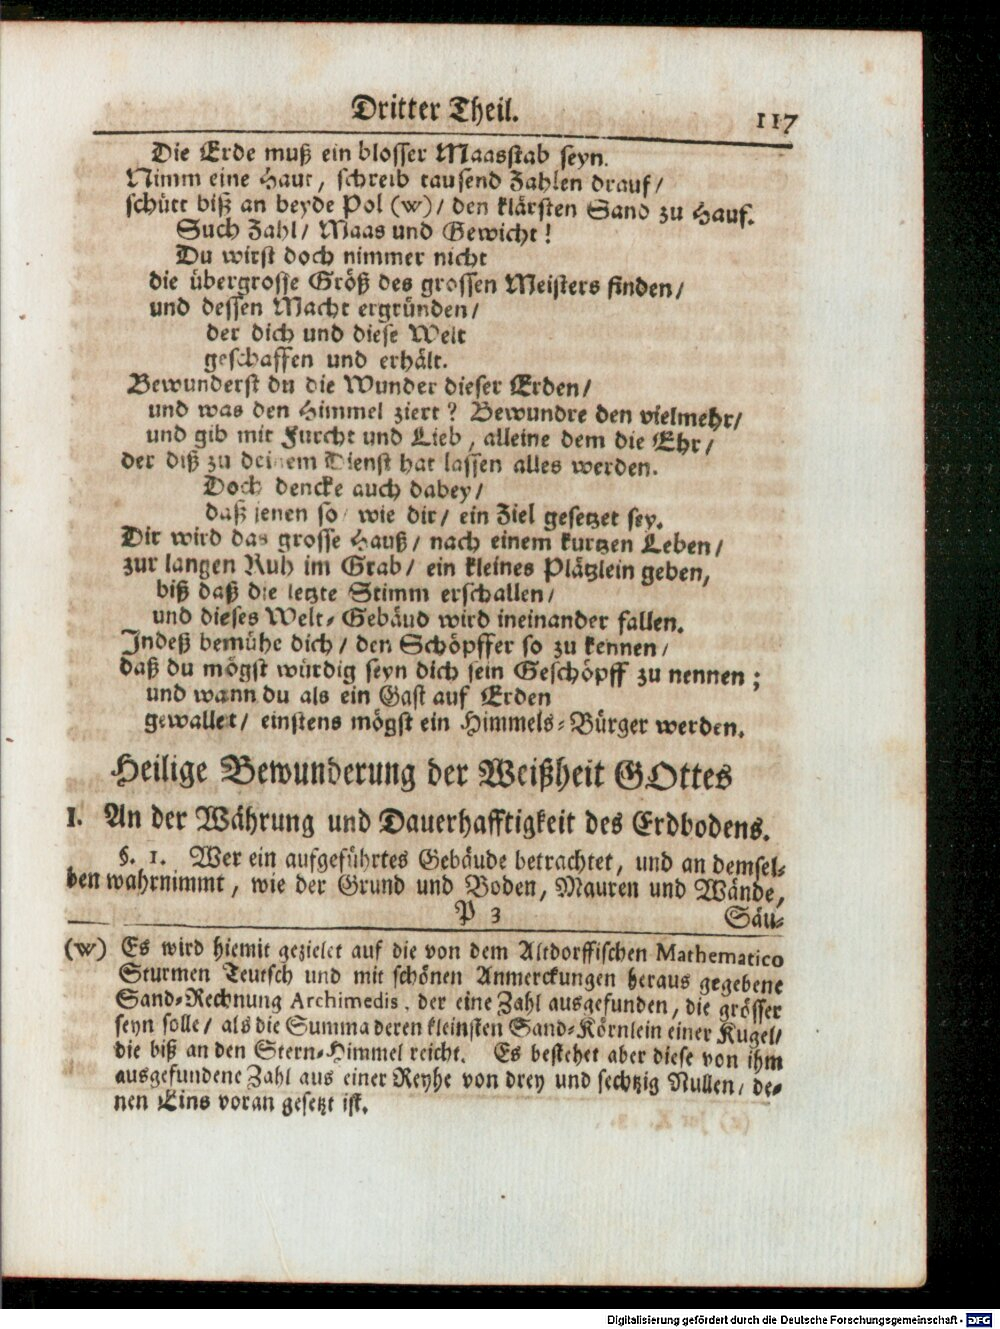 Dritter Theil. 117
Die Erde muß ein blosser Maasstab seyn.
Nimm eine Haut, schreib tausend Zahlen drauf/
schütt biß an beyde Pol (w)/ den klärsten Sand zu Hauf.
Such Zahl/ Maas und Gewicht!
Du wirst doch nimmer nicht
die übergrosse Größ des grossen Meisters finden/
und dessen Macht ergründen/
der dich und diese Welt
geschaffen und erhält.
Bewunderst du die Wunder dieser Erden/
und was den Himmel ziert? Bewundre den vielmehr/
und gib mit Furcht und Lieb, alleine dem die Ehr/
der diß zu deinem Dienst hat lassen alles werden.
Doch dencke auch dabey/
daß jenen so/ wie dir/ ein Ziel gesetzet sey.
Dir wird das grosse Hauß/ nach einem kurtzen Leben/
zur langen Ruh im Grab/ ein kleines Plätzlein geben,
biß daß die letzte Stimm erschallen/
und dieses Welt-Gebäud wird ineinander fallen.
Indeß bemühe dich/ den Schöpffer so zu kennen/
daß du mögst würdig seyn dich sein Geschöpff zu nennen;
und wann du als ein Gast auf Erden
gewallet/ einstens mögst ein Himmels-Bürger werden.
Heilige Bewunderung der Weißheit GOttes
I. An der Währung und Dauerhafftigkeit des Erdbodens.
§. 1. Wer ein aufgeführtes Gebäude betrachtet, und an demsel-
ben wahrnimmt, wie der Grund und Boden, Mauren und Wände,
P 3 Säu-
(w) Es wird hiemit gezielet auf die von dem Altdorffischen Mathematico
Sturmen Teutsch und mit schönen Anmerckungen heraus gegebene
Sand-Rechnung Archimedis, der eine Zahl ausgefunden, die grösser
seyn solle/ als die Summa deren kleinsten Sand-Körnlein einer Kugel/
die biß an den Stern-Himmel reicht. Es bestehet aber diese von ihm
ausgefundene Zahl aus einer Reyhe von drey und sechtzig Nullen, de-
nen Eins voran gesetzt ist.
Digitalisierung gefördert durch die Deutsche Forschungsgemeinschaft - DFG